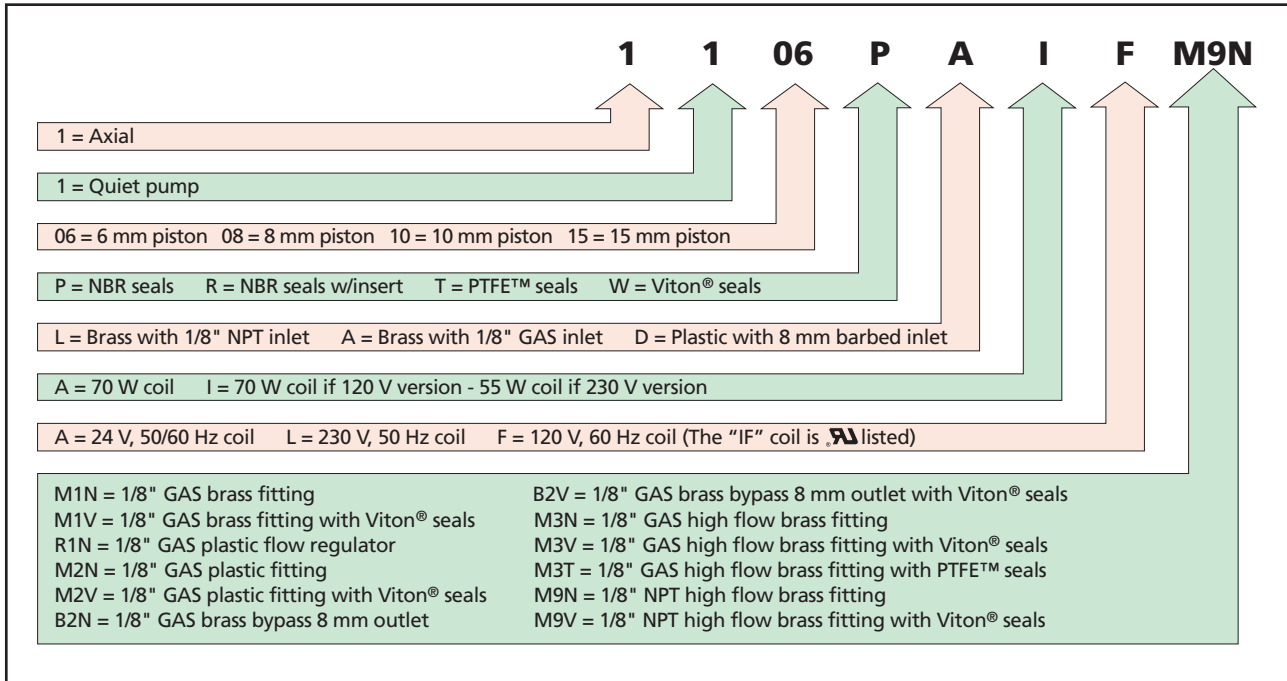 1 1 06 P A I F M9N
1 = Axial
1 = Quiet pump
06 = 6 mm piston 08 = 8 mm piston 10 = 10 mm piston 15 = 15 mm piston
P = NBR seals R = NBR seals w/insert T = PTFE™ seals W = Viton® seals
L = Brass with 1/8" NPT inlet A = Brass with 1/8" GAS inlet D = Plastic with 8 mm barbed inlet
A = 70 W coil I = 70 W coil if 120 V version - 55 W coil if 230 V version
A = 24 V, 50/60 Hz coil L = 230 V, 50 Hz coil F = 120 V, 60 Hz coil (The “IF” coil is RU® listed)
M1N = 1/8" GAS brass fitting
M1V = 1/8" GAS brass fitting with Viton® seals
R1N = 1/8" GAS plastic flow regulator
M2N = 1/8" GAS plastic fitting
M2V = 1/8" GAS plastic fitting with Viton® seals
B2N = 1/8" GAS brass bypass 8 mm outlet
B2V = 1/8" GAS brass bypass 8 mm outlet with Viton® seals
M3N = 1/8" GAS high flow brass fitting
M3V = 1/8" GAS high flow brass fitting with Viton® seals
M3T = 1/8" GAS high flow brass fitting with PTFE™ seals
M9N = 1/8" NPT high flow brass fitting
M9V = 1/8" NPT high flow brass fitting with Viton® seals